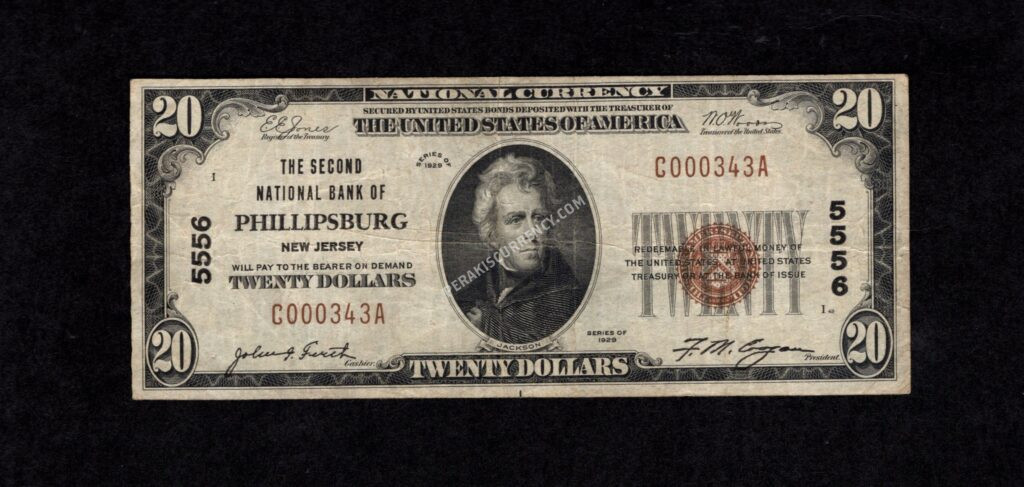 NATIONAL CURRENCY
SECURED BY UNITED STATES BONDS DEPOSITED WITH THE TREASURER OF
THE UNITED STATES OF AMERICA
20
20
E.E. Jones
Register of the Treasury.
W.O. Woods
Treasurer of the United States.
SERIES OF
1929
THE SECOND
NATIONAL BANK OF
PHILLIPSBURG
NEW JERSEY
WILL PAY TO THE BEARER ON DEMAND
TWENTY DOLLARS
C000343A
C000343A
I
5556
5556
TWENTY
REDEEMABLE IN LAWFUL MONEY OF
THE UNITED STATES, AT UNITED STATES
TREASURY OR AT THE BANK OF ISSUE
ERAKISCURRENCY.COM
I 42
SERIES OF
1929
JACKSON
Cashier.
President.
20
TWENTY DOLLARS
20